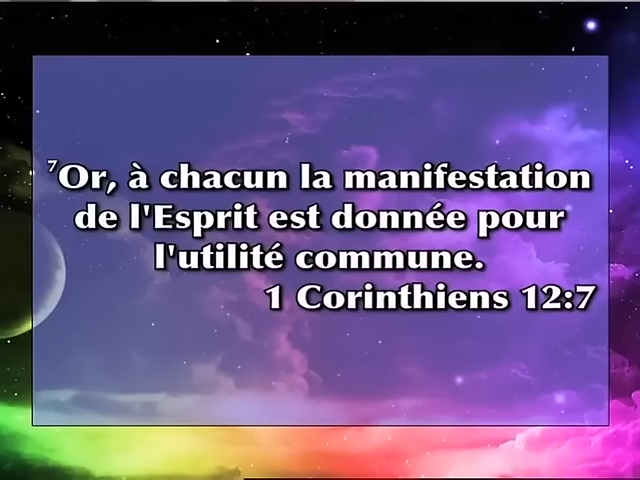 ⁷Or, à chacun la manifestation
de l'Esprit est donnée pour
l'utilité commune.
1 Corinthiens 12:7